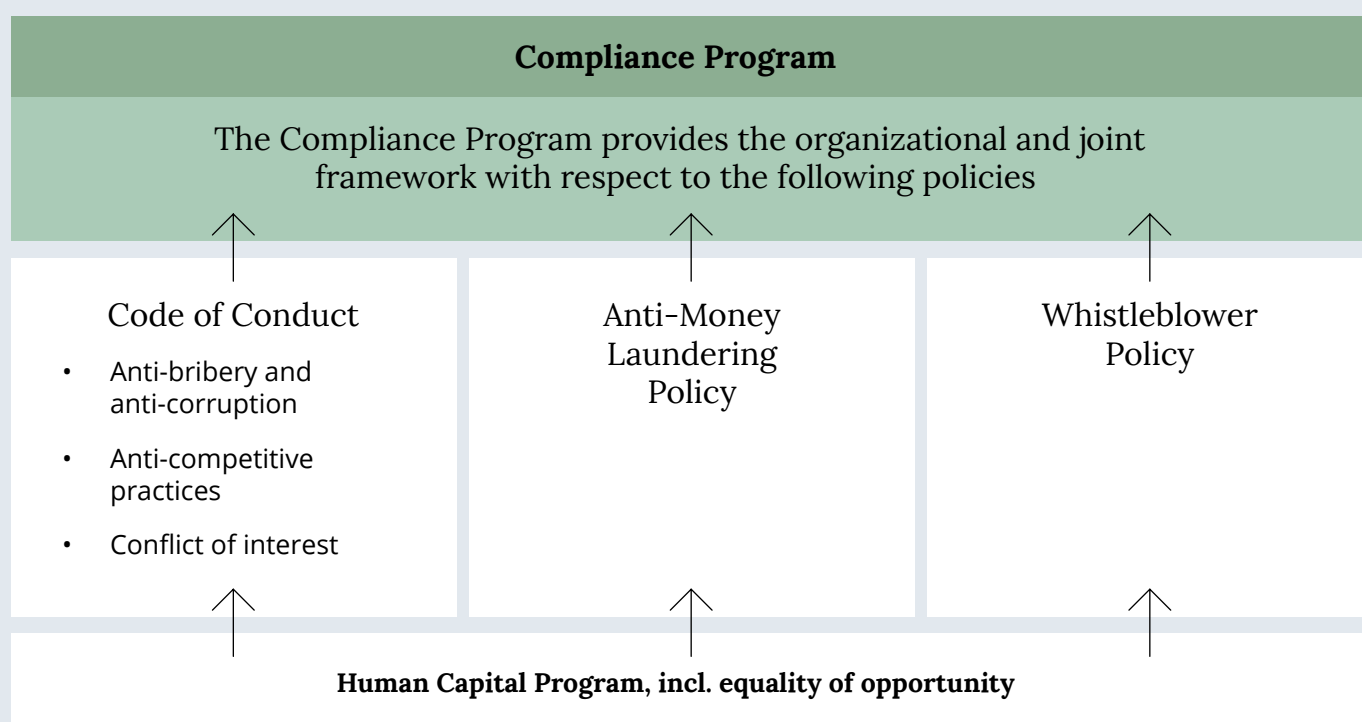 Compliance Program
The Compliance Program provides the organizational and joint
framework with respect to the following policies
Code of Conduct
• Anti-bribery and
anti-corruption
• Anti-competitive
practices
• Conflict of interest
Anti-Money
Laundering
Policy
Whistleblower
Policy
Human Capital Program, incl. equality of opportunity